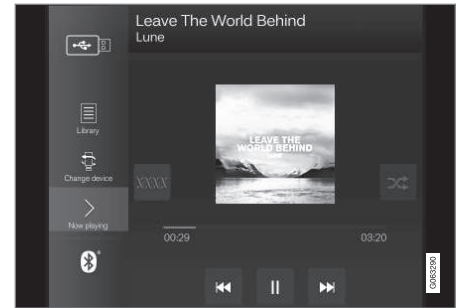 Leave The World Behind
Lune
Library
Change device
Now playing
LEAVE THE
WORLD BEHIND
LUNE
XXXX
00:29
03:20
G063290